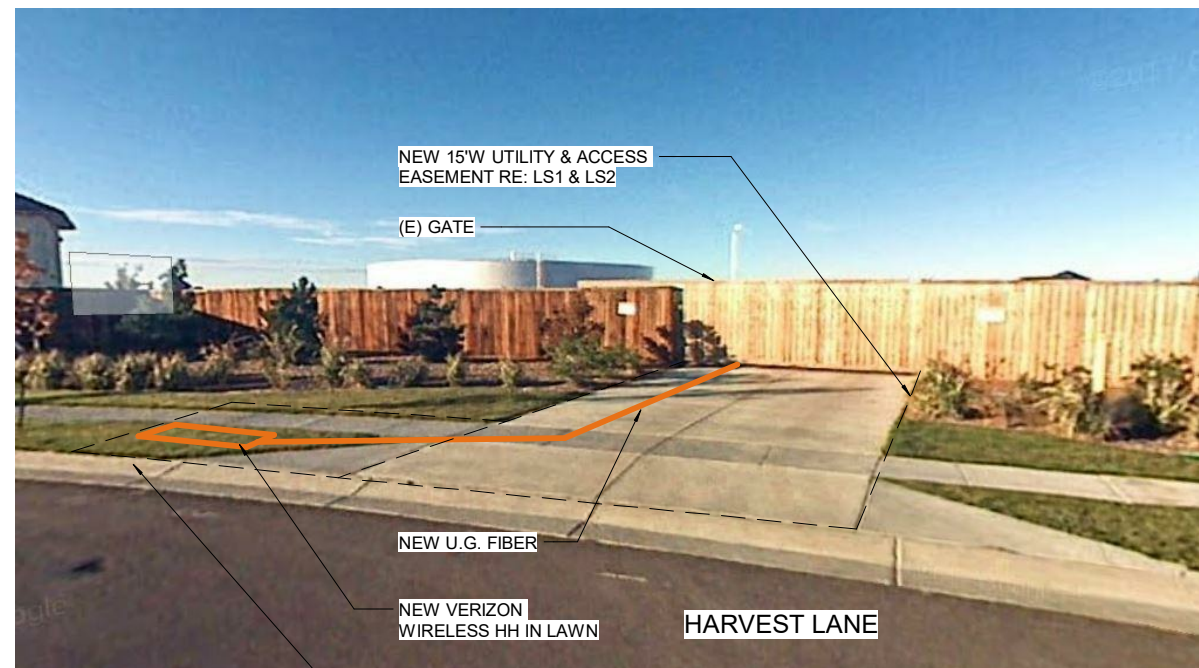 NEW 15'W UTILITY & ACCESS
EASEMENT RE: LS1 & LS2
(E) GATE
NEW U.G. FIBER
NEW VERIZON
WIRELESS HH IN LAWN
HARVEST LANE